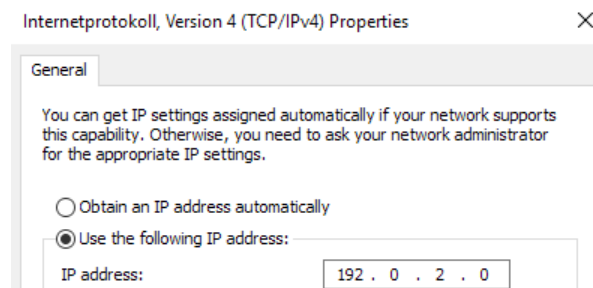 Internetprotokoll, Version 4 (TCP/IPv4) Properties
General
You can get IP settings assigned automatically if your network supports
this capability. Otherwise, you need to ask your network administrator
for the appropriate IP settings.
Obtain an IP address automatically
Use the following IP address:
IP address: 192 . 0 . 2 . 0